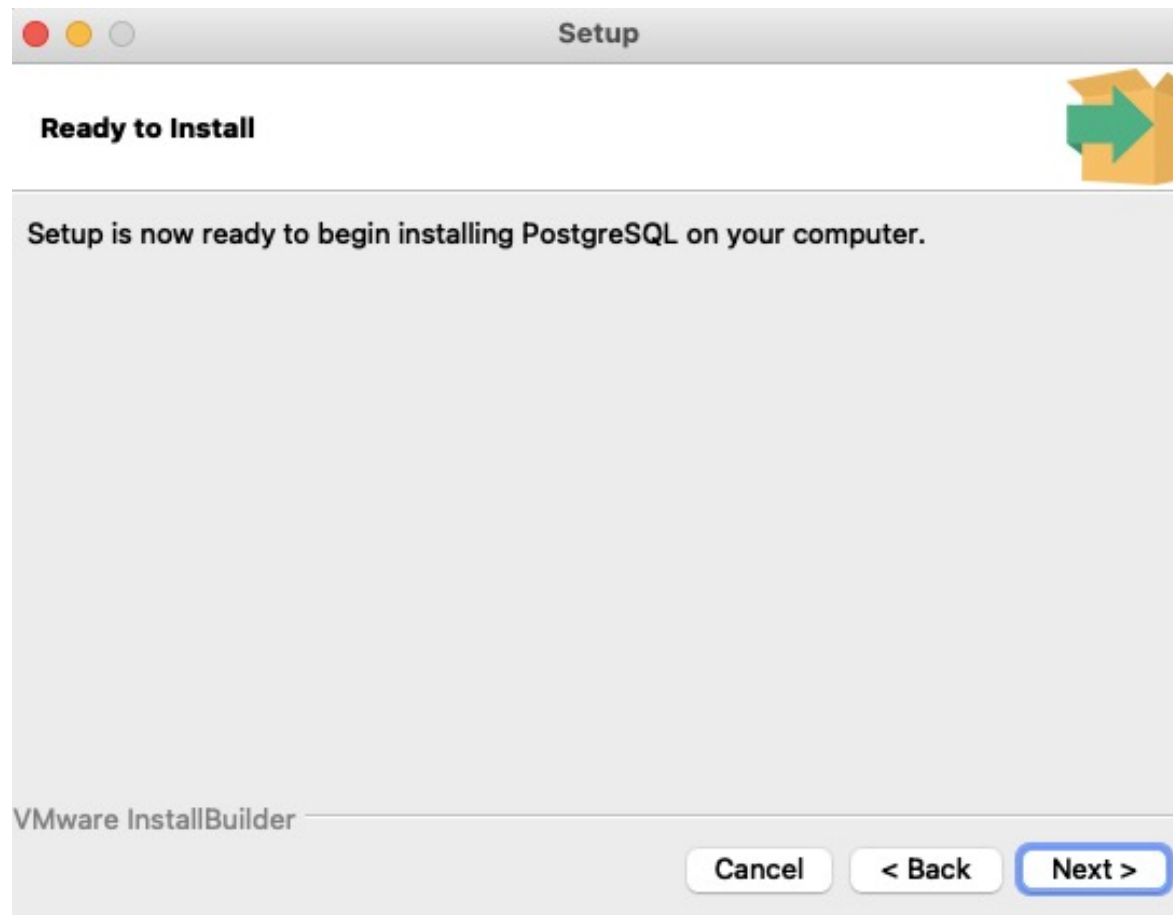 Setup
Ready to Install
Setup is now ready to begin installing PostgreSQL on your computer.
VMware InstallBuilder
Cancel
< Back
Next >